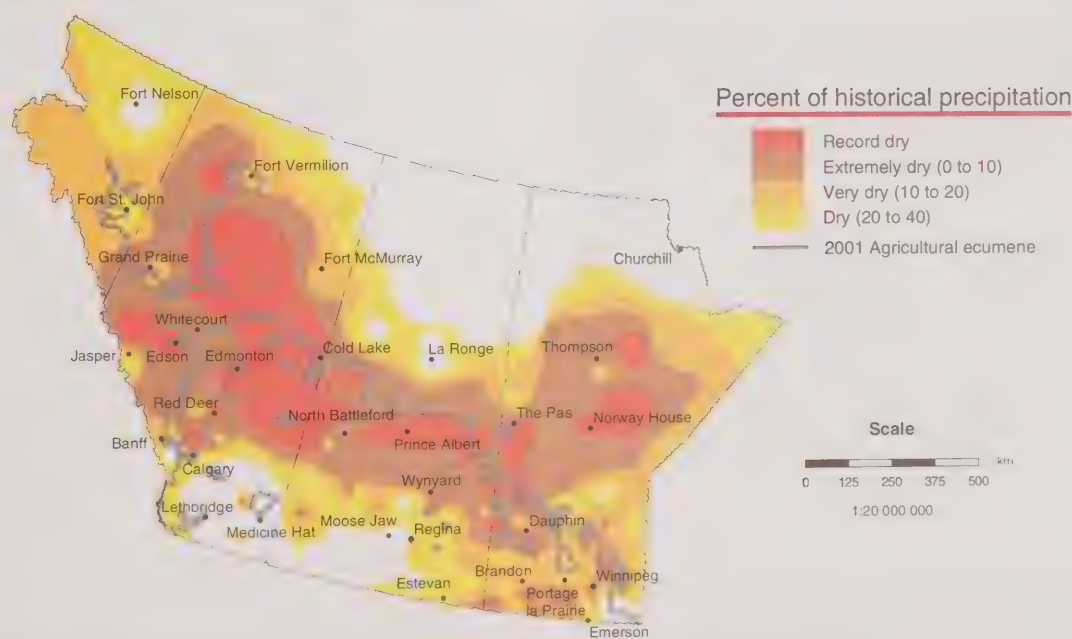 Fort Nelson
Fort Vermilion
Fort St. John
Grand Prairie
Fort McMurray
Churchill
Whitecourt
Jasper
Edson
Edmonton
Cold Lake
La Ronge
Thompson
Red Deer
North Battleford
Prince Albert
The Pas
Norway House
Banff
Calgary
Wynyard
Lethbridge
Medicine Hat
Moose Jaw
Regina
Dauphin
Estevan
Brandon
Portage
la Prairie
Winnipeg
Emerson
Percent of historical precipitation
Record dry
Extremely dry (0 to 10)
Very dry (10 to 20)
Dry (20 to 40)
2001 Agricultural ecumene
Scale
km
0 125 250 375 500
1:20 000 000